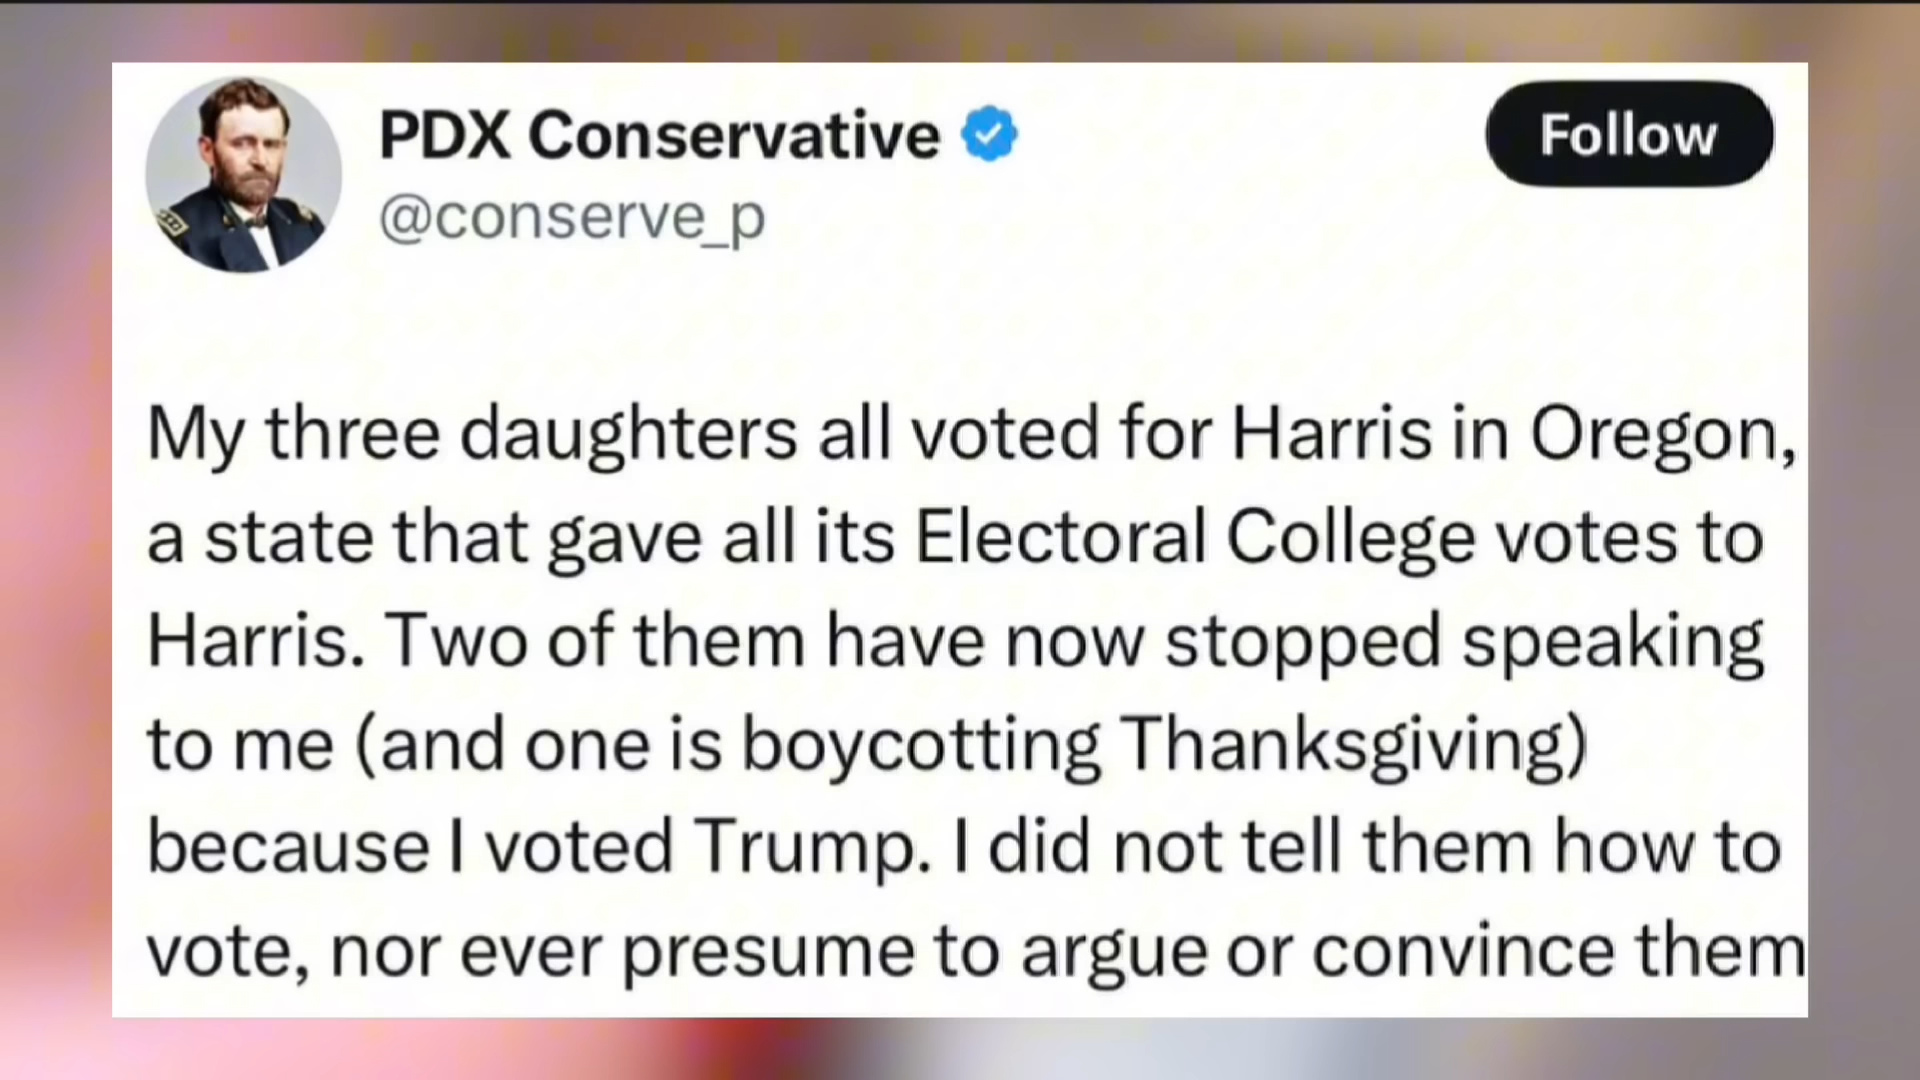 PDX Conservative
@conserve_p
Follow
My three daughters all voted for Harris in Oregon,
a state that gave all its Electoral College votes to
Harris. Two of them have now stopped speaking
to me (and one is boycotting Thanksgiving)
because I voted Trump. I did not tell them how to
vote, nor ever presume to argue or convince them